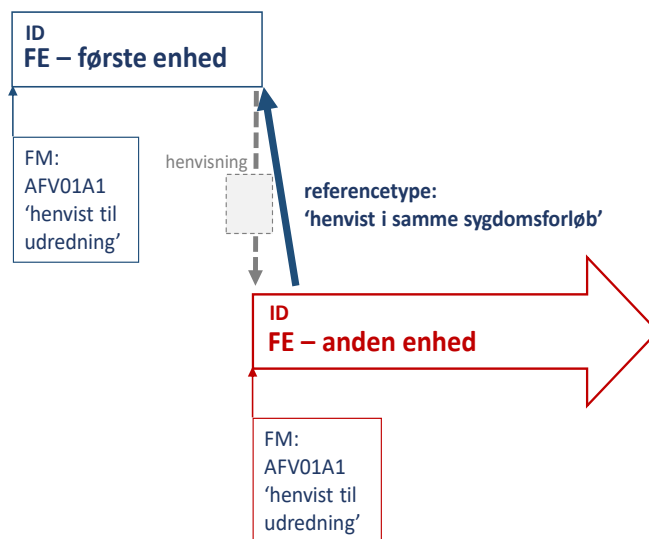 ID
FE – første enhed
FM:
AFV01A1
‘henvist til
udredning’
henvisning
referencetype:
‘henvist i samme sygdomsforløb’
ID
FE – anden enhed
FM:
AFV01A1
‘henvist til
udredning’